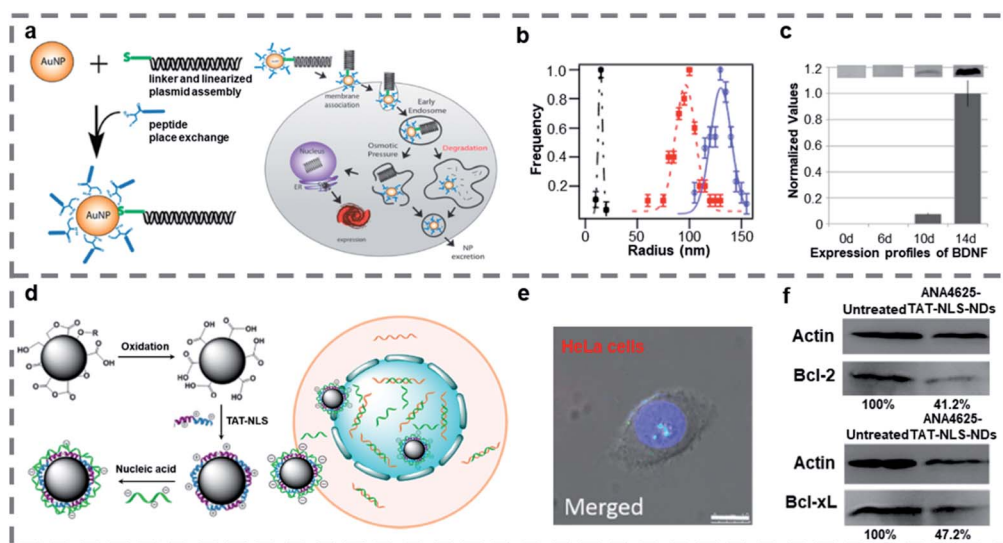 a
AuNP
+
S
linker and linearized
plasmid assembly
peptide
place exchange
AuNP
S
membrane
association
Early
Endosome
Osmotic
Pressure
Degradation
Nucleus
ER
expression
NP
excretion
b
Frequency
1.0
0.8
0.6
0.4
0.2
0
50
100
150
Radius (nm)
c
Normalized Values
1.2
1.2
1.0
0.8
0.6
0.4
0.2
0
0d 6d 10d 14d
Expression profiles of BDNF
d
Oxidation
TAT-NLS
Nucleic acid
e
HeLa cells
Merged
f
ANA4625-
Untreated TAT-NLS-NDs
Actin
Bcl-2
100% 41.2%
ANA4625-
Untreated TAT-NLS-NDs
Actin
Bcl-xL
100% 47.2%